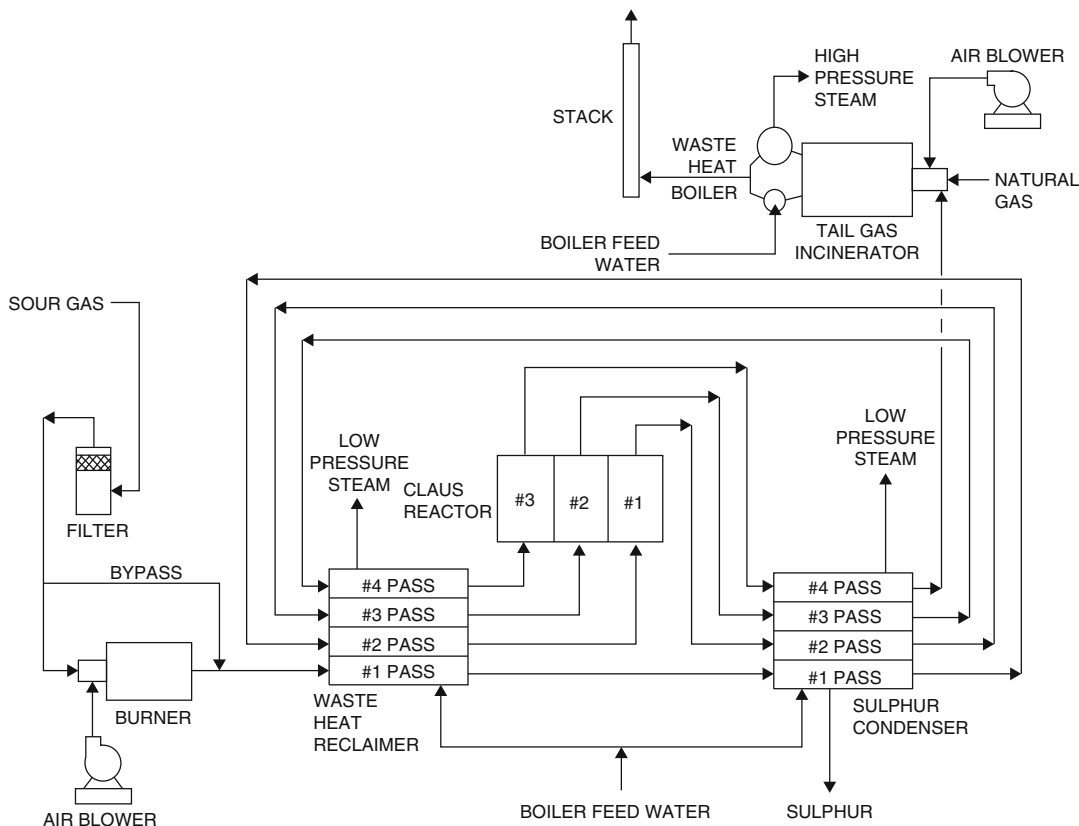 HIGH
PRESSURE
STEAM
AIR BLOWER
STACK
WASTE
HEAT
BOILER
NATURAL
GAS
TAIL GAS
INCINERATOR
BOILER FEED
WATER
SOUR GAS
LOW
PRESSURE
STEAM
CLAUS
REACTOR
#3
#2
#1
LOW
PRESSURE
STEAM
FILTER
BYPASS
#4 PASS
#3 PASS
#2 PASS
#1 PASS
#4 PASS
#3 PASS
#2 PASS
#1 PASS
BURNER
WASTE
HEAT
RECLAIMER
SULPHUR
CONDENSER
AIR BLOWER
BOILER FEED WATER
SULPHUR